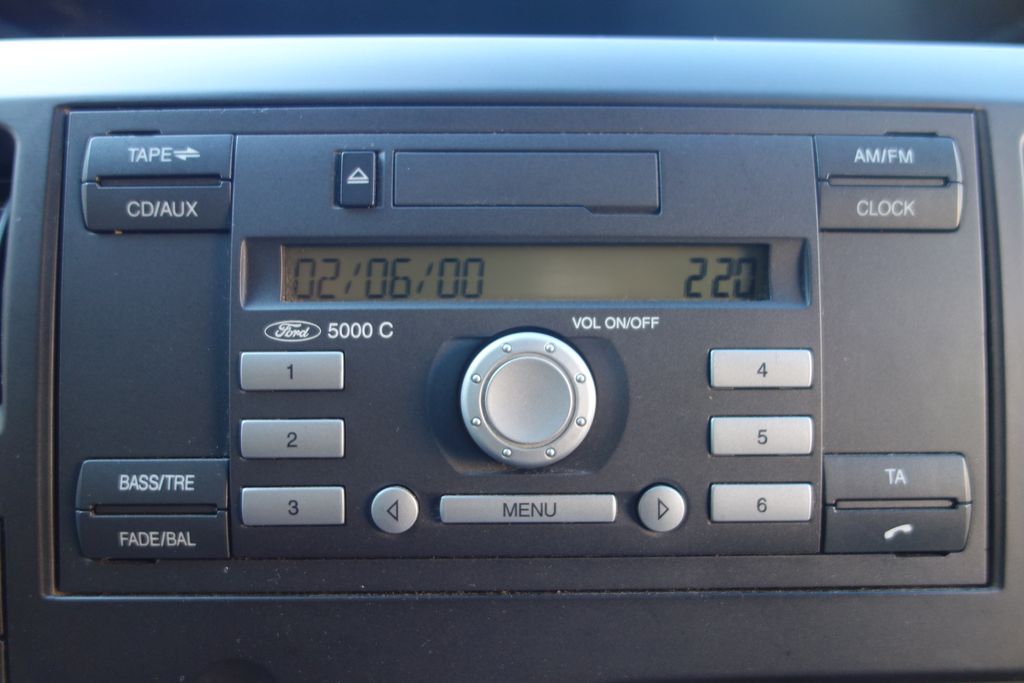 TAPE
AM/FM
CD/AUX
CLOCK
02/06/00 220
Ford 5000 C
VOL ON/OFF
1
4
2
5
BASS/TRE
TA
3
MENU
6
FADE/BAL